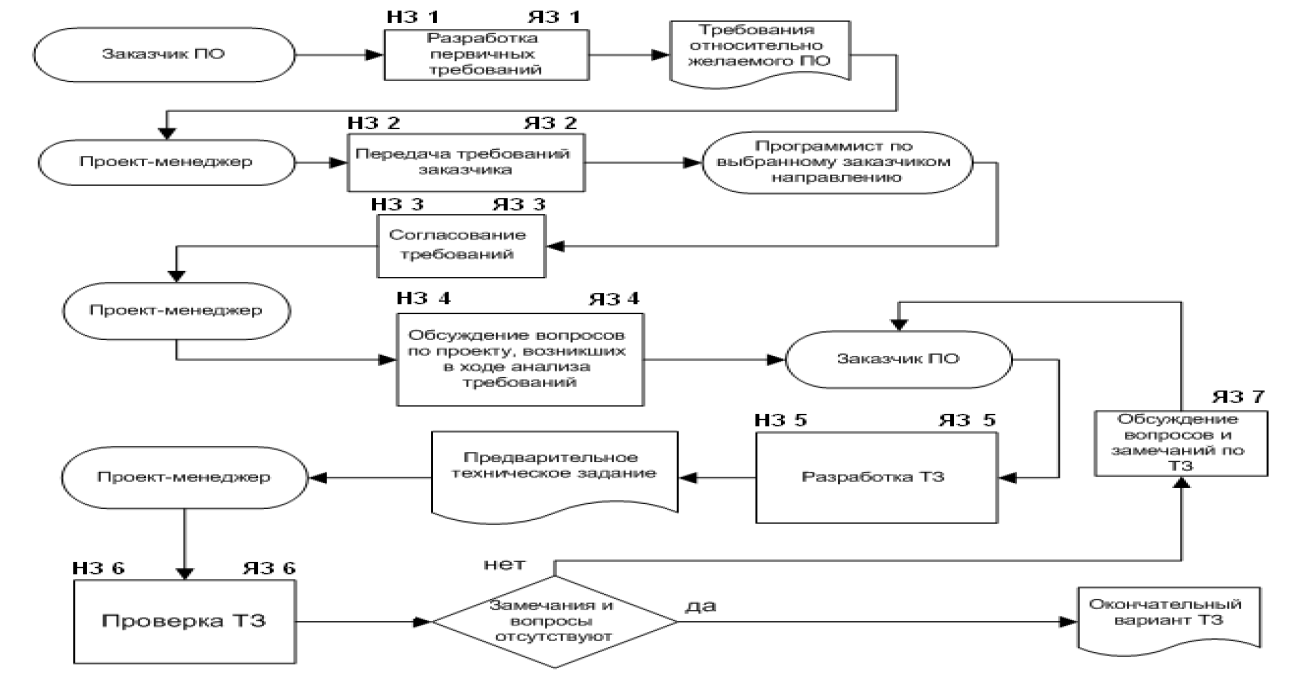 НЗ 1 ЯЗ 1
Заказчик ПО
Разработка
первичных
требований
Требования
относительно
желаемого ПО
НЗ 2 ЯЗ 2
Проект-менеджер
Передача требований
заказчика
Программист по
выбранному заказчиком
направлению
НЗ 3 ЯЗ 3
Согласование
требований
Проект-менеджер
НЗ 4 ЯЗ 4
Обсуждение вопросов
по проекту, возникших
в ходе анализа
требований
Заказчик ПО
ЯЗ 7
Обсуждение
вопросов и
замечаний по
ТЗ
НЗ 5 ЯЗ 5
Разработка ТЗ
Предварительное
техническое задание
Проект-менеджер
НЗ 6 ЯЗ 6
Проверка ТЗ
нет
Замечания и
вопросы
отсутствуют
да
Окончательный
вариант ТЗ